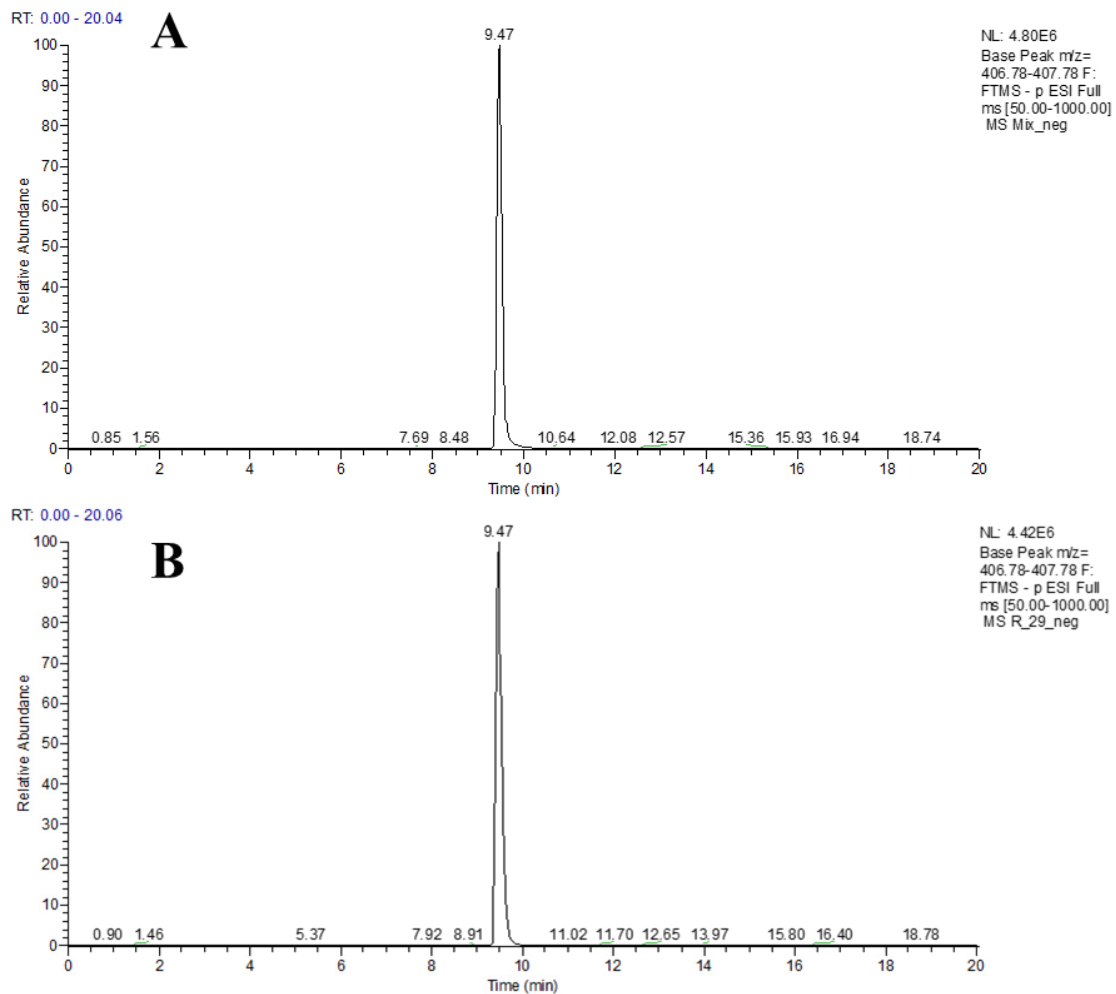 RT: 0.00 - 20.04
A
9.47
NL: 4.80E6
Base Peak m/z=
406.78-407.78 F:
FTMS - p ESI Full
ms [50.00-1000.00]
MS Mix_neg
100
90
80
70
60
50
40
30
20
10
0
Relative Abundance
0.85 1.56 7.69 8.48 10.64 12.08 12.57 15.36 15.93 16.94 18.74
0 2 4 6 8 10 12 14 16 18 20
Time (min)
RT: 0.00 - 20.06
B
9.47
NL: 4.42E6
Base Peak m/z=
406.78-407.78 F:
FTMS - p ESI Full
ms [50.00-1000.00]
MS R_29_neg
100
90
80
70
60
50
40
30
20
10
0
Relative Abundance
0.90 1.46 5.37 7.92 8.91 11.02 11.70 12.65 13.97 15.80 16.40 18.78
0 2 4 6 8 10 12 14 16 18 20
Time (min)